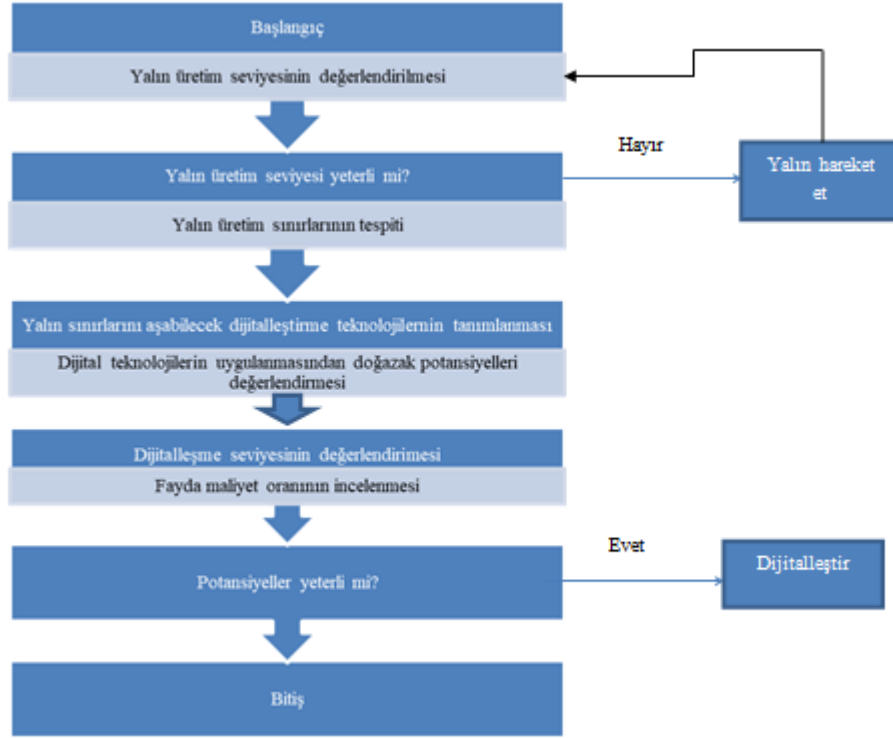 Başlangıç
Yalın üretim seviyesinin değerlendirilmesi
Hayır
Yalın üretim seviyesi yeterli mi?
Yalın hareket
et
Yalın üretim sınırlarının tespiti
Yalın sınırlarını aşabilecek dijitalleştirme teknolojilernin tanımlanması
Dijital teknolojilerin uygulanmasından doğazak potansiyelleri
değerlendirmesi
Dijitalleşme seviyesinin değerlendirimesi
Fayda maliyet oranının incelenmesi
Evet
Potansiyeller yeterli mi?
Dijitalleştir
Bitiş